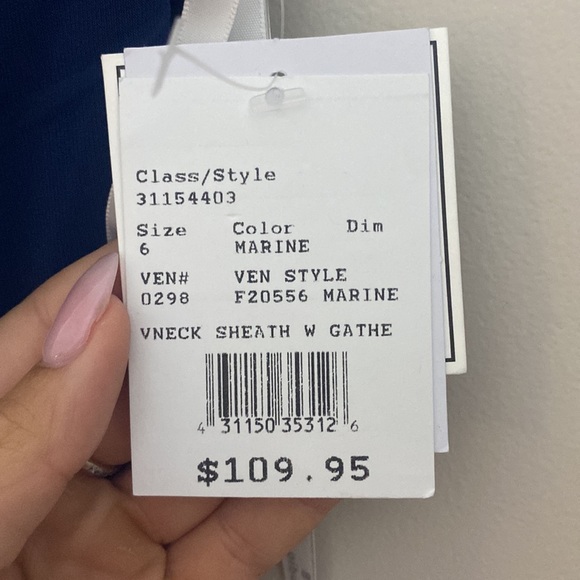 Class/Style
31154403
Size Color Dim
6 MARINE
VEN# VEN STYLE
0298 F20556 MARINE
VNECK SHEATH W GATHE
4 31150 35312 6
$109.95